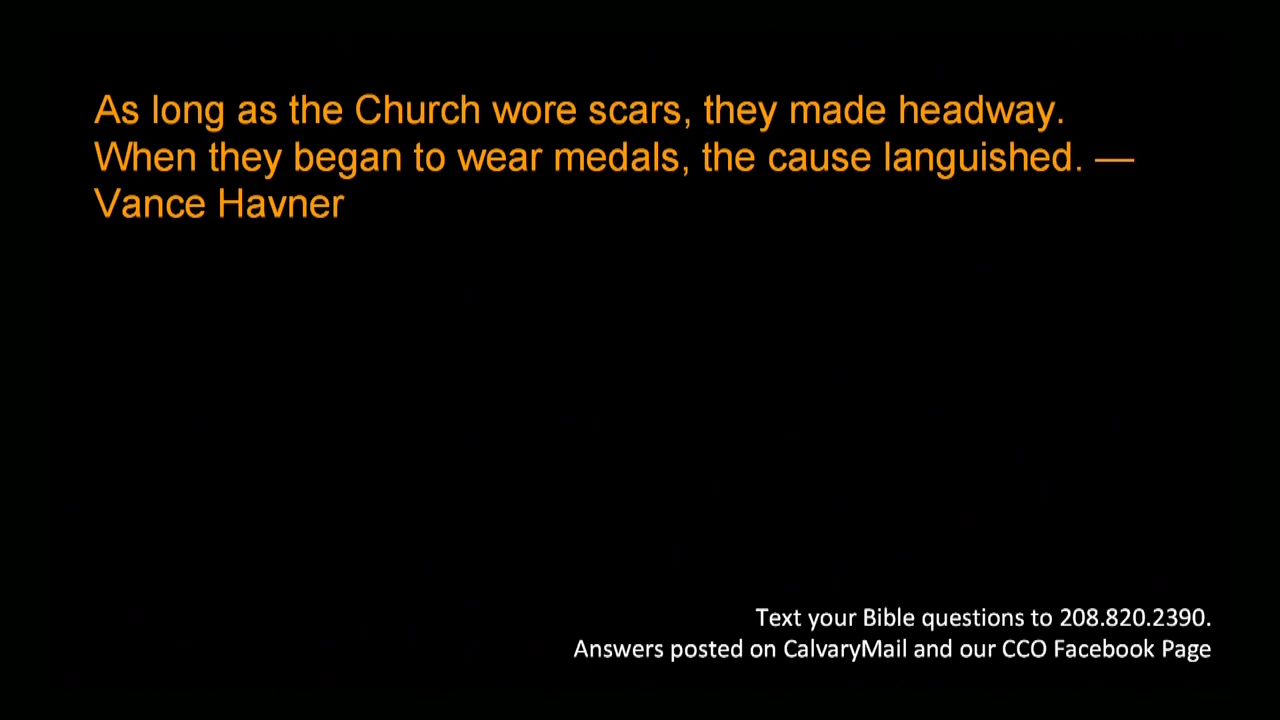 As long as the Church wore scars, they made headway.
When they began to wear medals, the cause languished. —
Vance Havner
Text your Bible questions to 208.820.2390.
Answers posted on CalvaryMail and our CCO Facebook Page